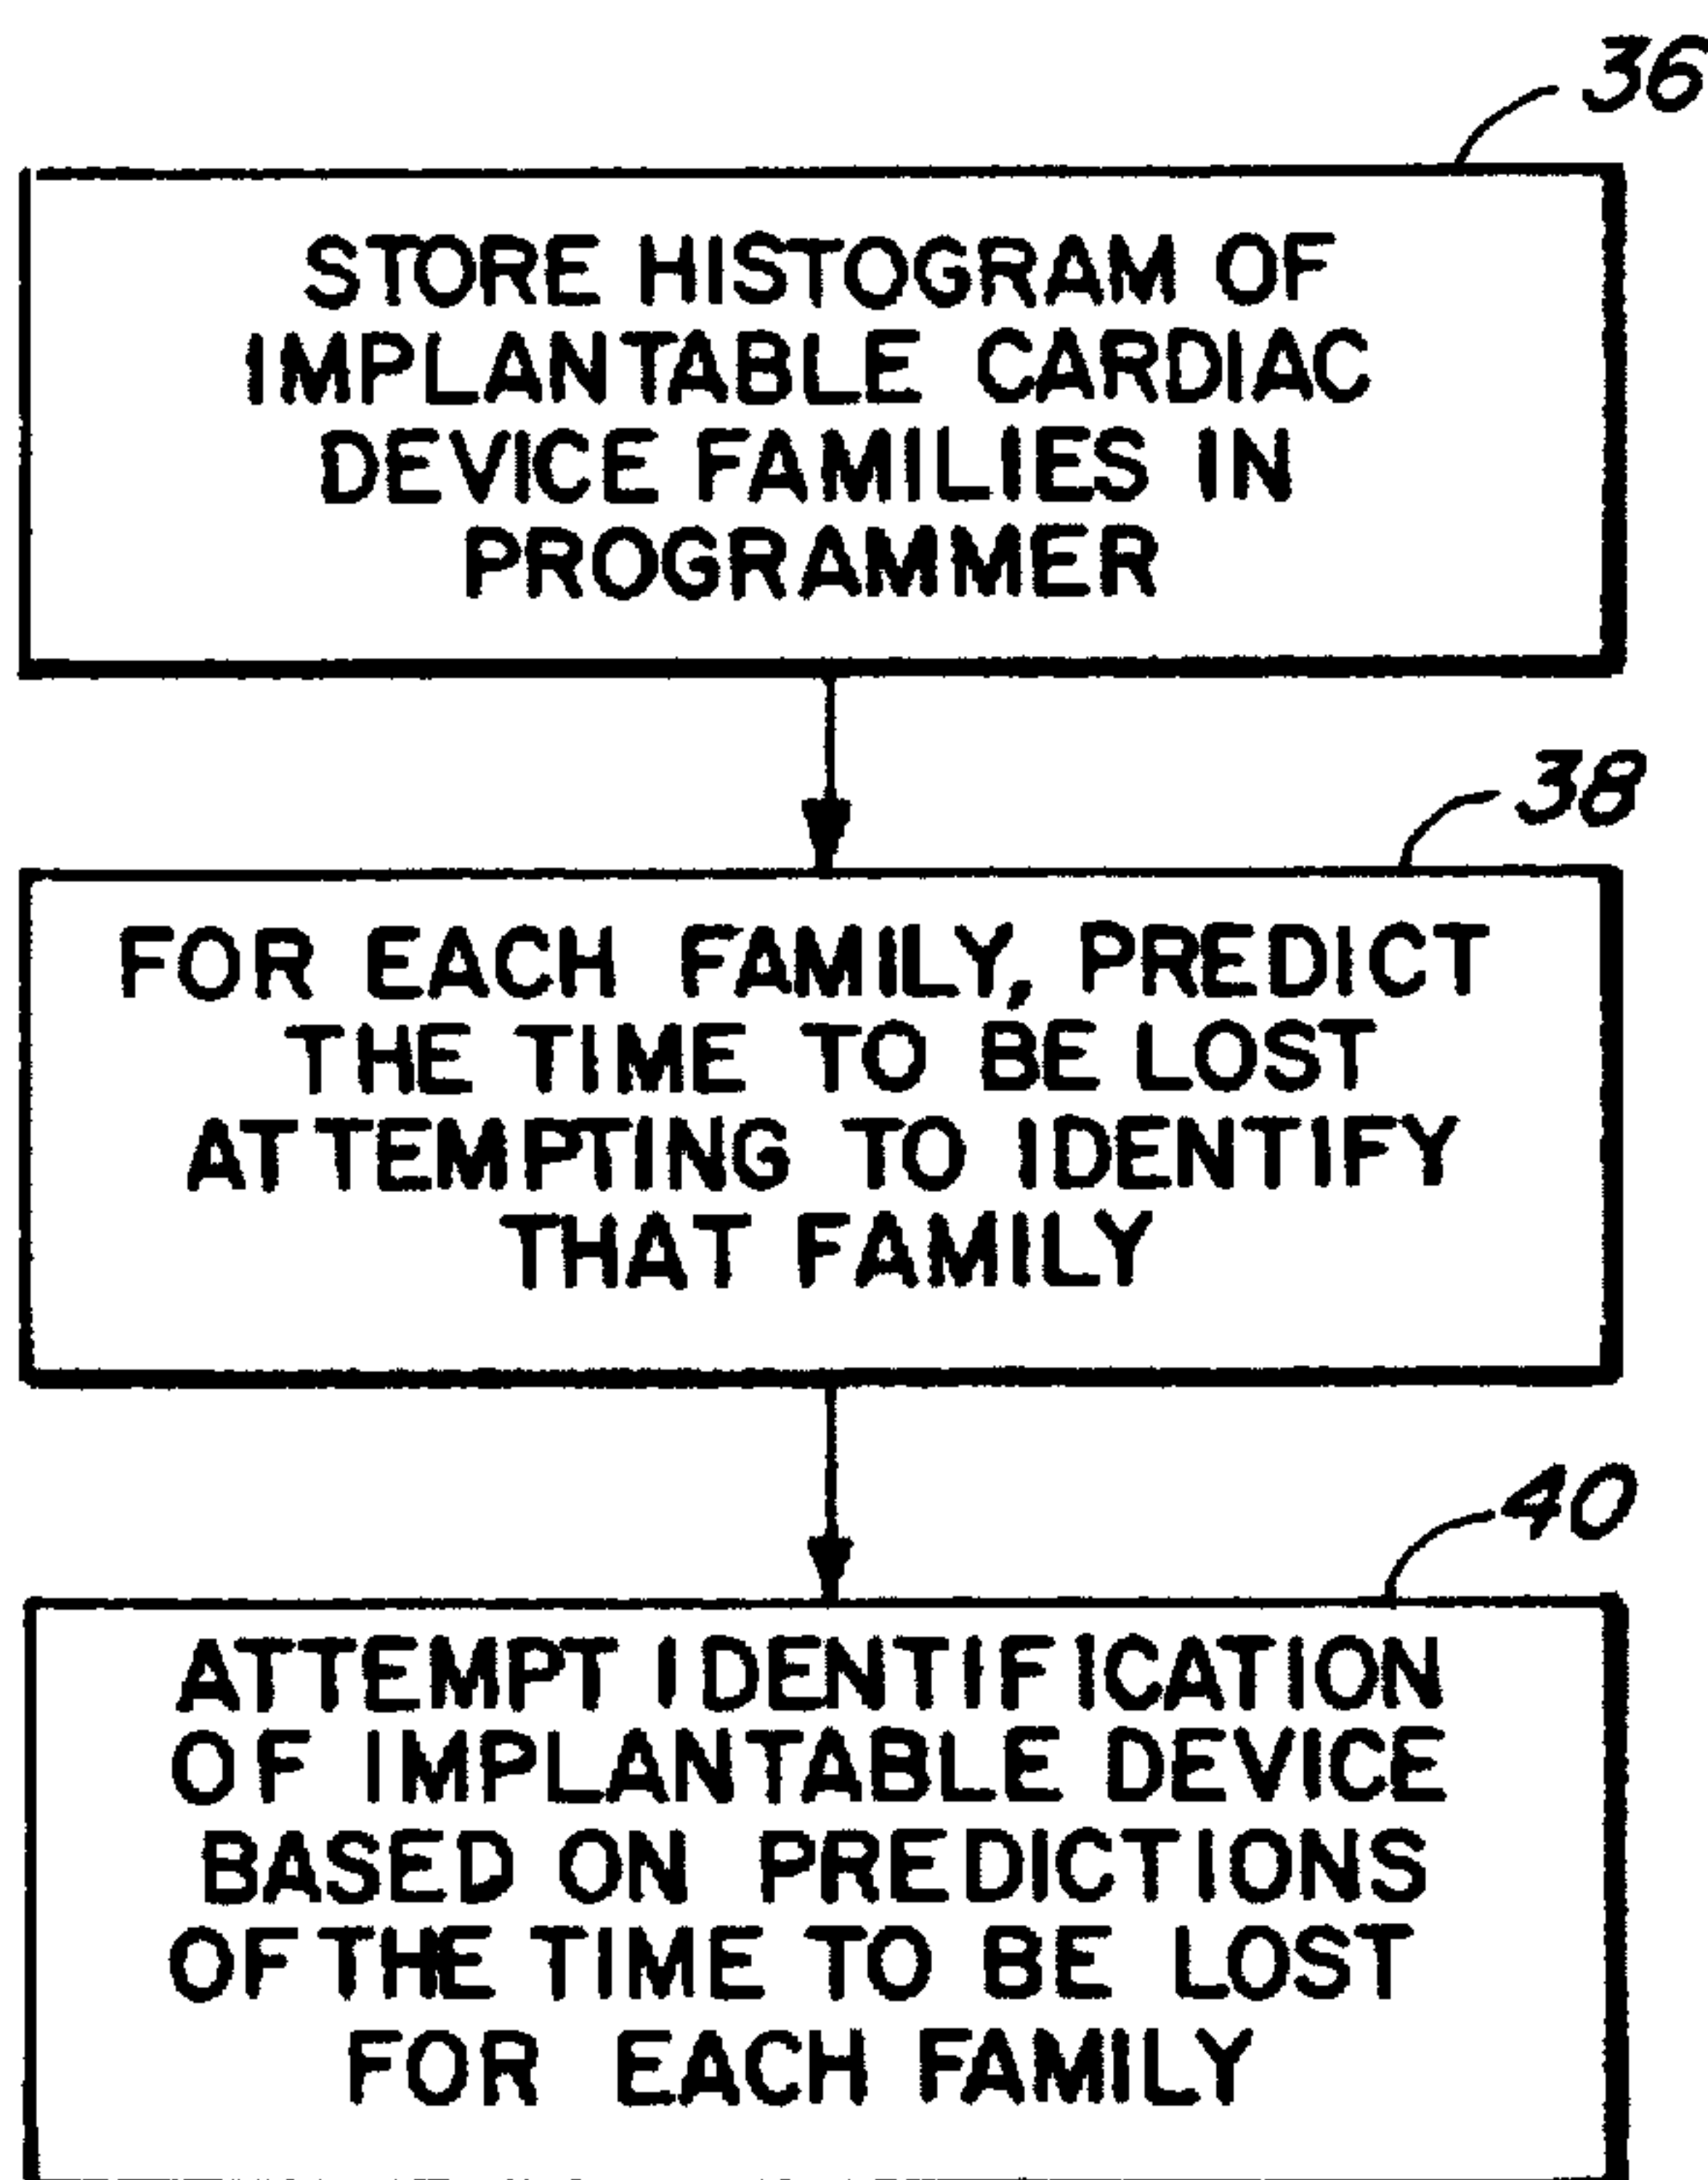 36
STORE HISTOGRAM OF
IMPLANTABLE CARDIAC
DEVICE FAMILIES IN
PROGRAMMER
38
FOR EACH FAMILY, PREDICT
THE TIME TO BE LOST
ATTEMPTING TO IDENTIFY
THAT FAMILY
40
ATTEMPT IDENTIFICATION
OF IMPLANTABLE DEVICE
BASED ON PREDICTIONS
OF THE TIME TO BE LOST
FOR EACH FAMILY